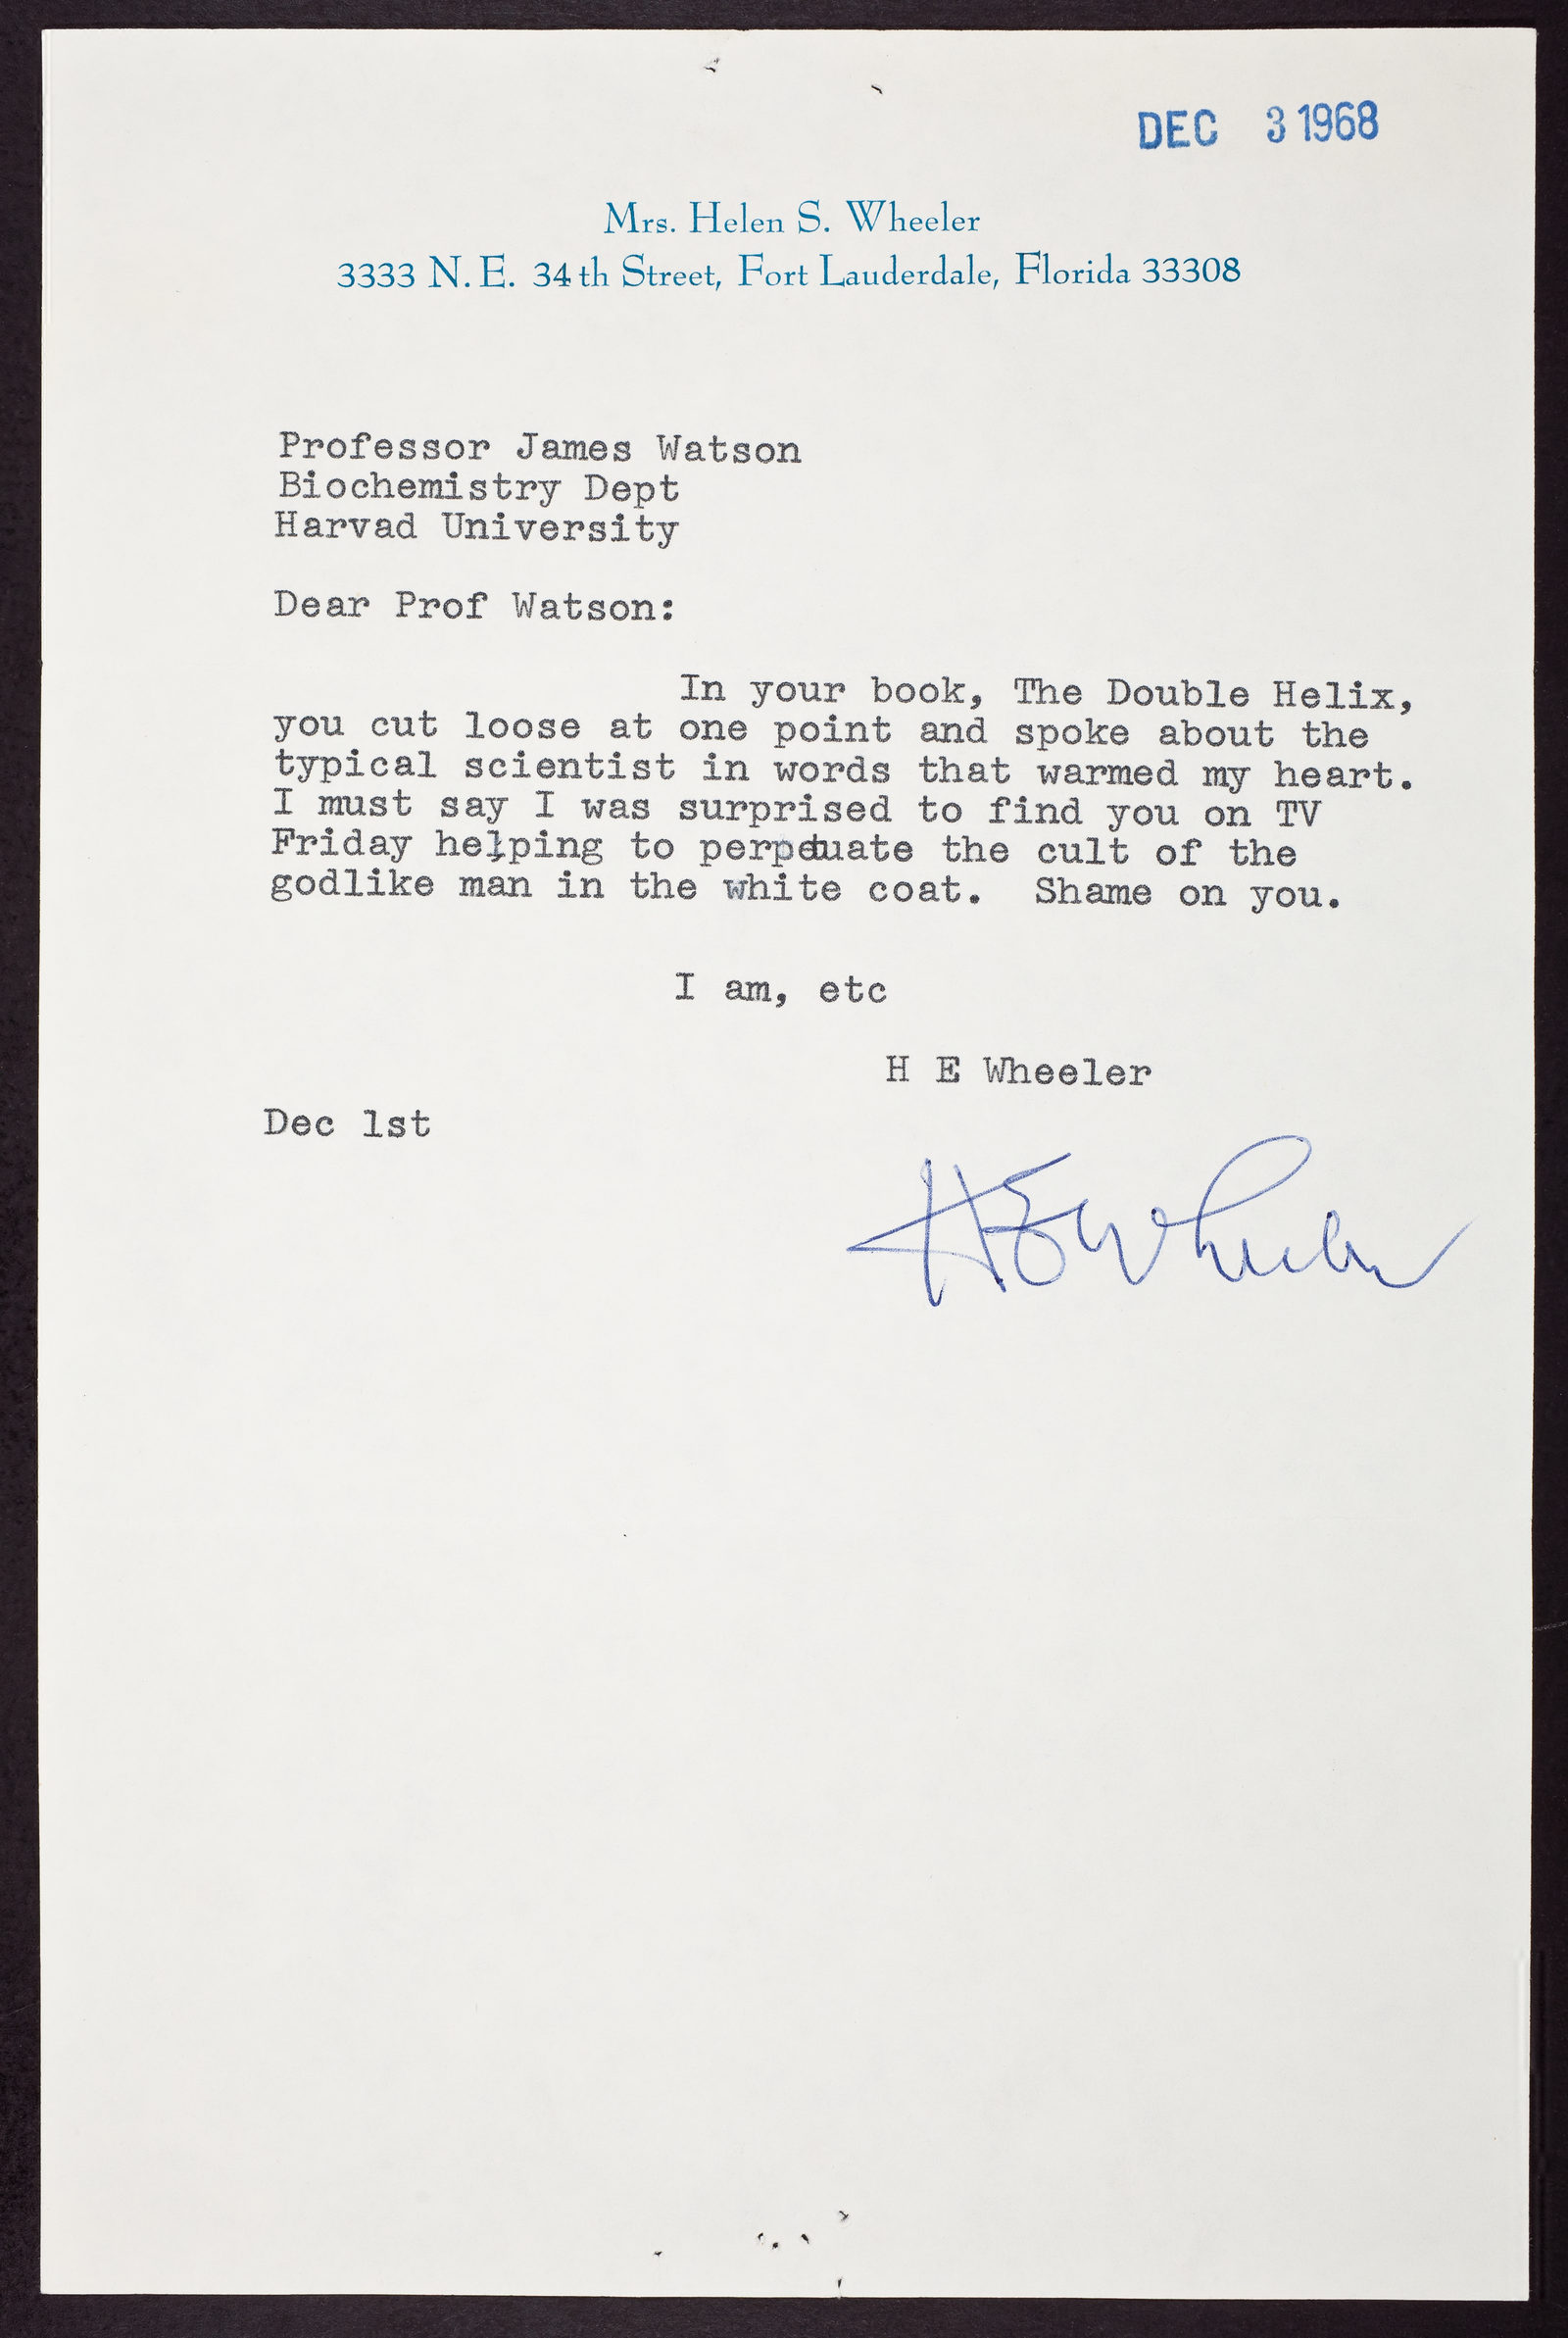 DEC 3 1968
Mrs. Helen S. Wheeler
3333 N.E. 34th Street, Fort Lauderdale, Florida 33308
Professor James Watson
Biochemistry Dept
Harvad University
Dear Prof Watson:
In your book, The Double Helix,
you cut loose at one point and spoke about the
typical scientist in words that warmed my heart.
I must say I was surprised to find you on TV
Friday helping to perpetuate the cult of the
godlike man in the white coat. Shame on you.
I am, etc
H E Wheeler
Dec 1st
H E Wheeler